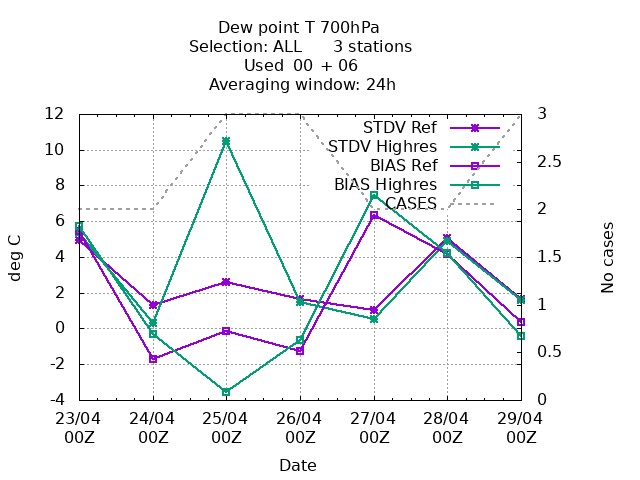 Dew point T 700hPa
Selection: ALL 3 stations
Used 00 + 06
Averaging window: 24h
12
10
8
6
4
2
0
-2
-4
deg C
3
2.5
2
1.5
1
0.5
0
No cases
STDV Ref
STDV Highres
BIAS Ref
BIAS Highres
CASES
23/04 24/04 25/04 26/04 27/04 28/04 29/04
00Z 00Z 00Z 00Z 00Z 00Z 00Z
Date